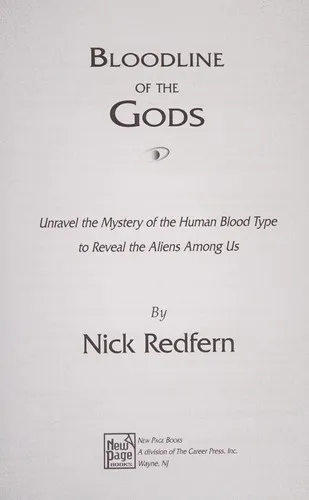 BLOODLINE
OF THE
GODS
Unravel the Mystery of the Human Blood Type
to Reveal the Aliens Among Us
By
Nick Redfern
New
Page
BOOKS
NEW PAGE BOOKS
A division of The Career Press, Inc.
Wayne, NJ